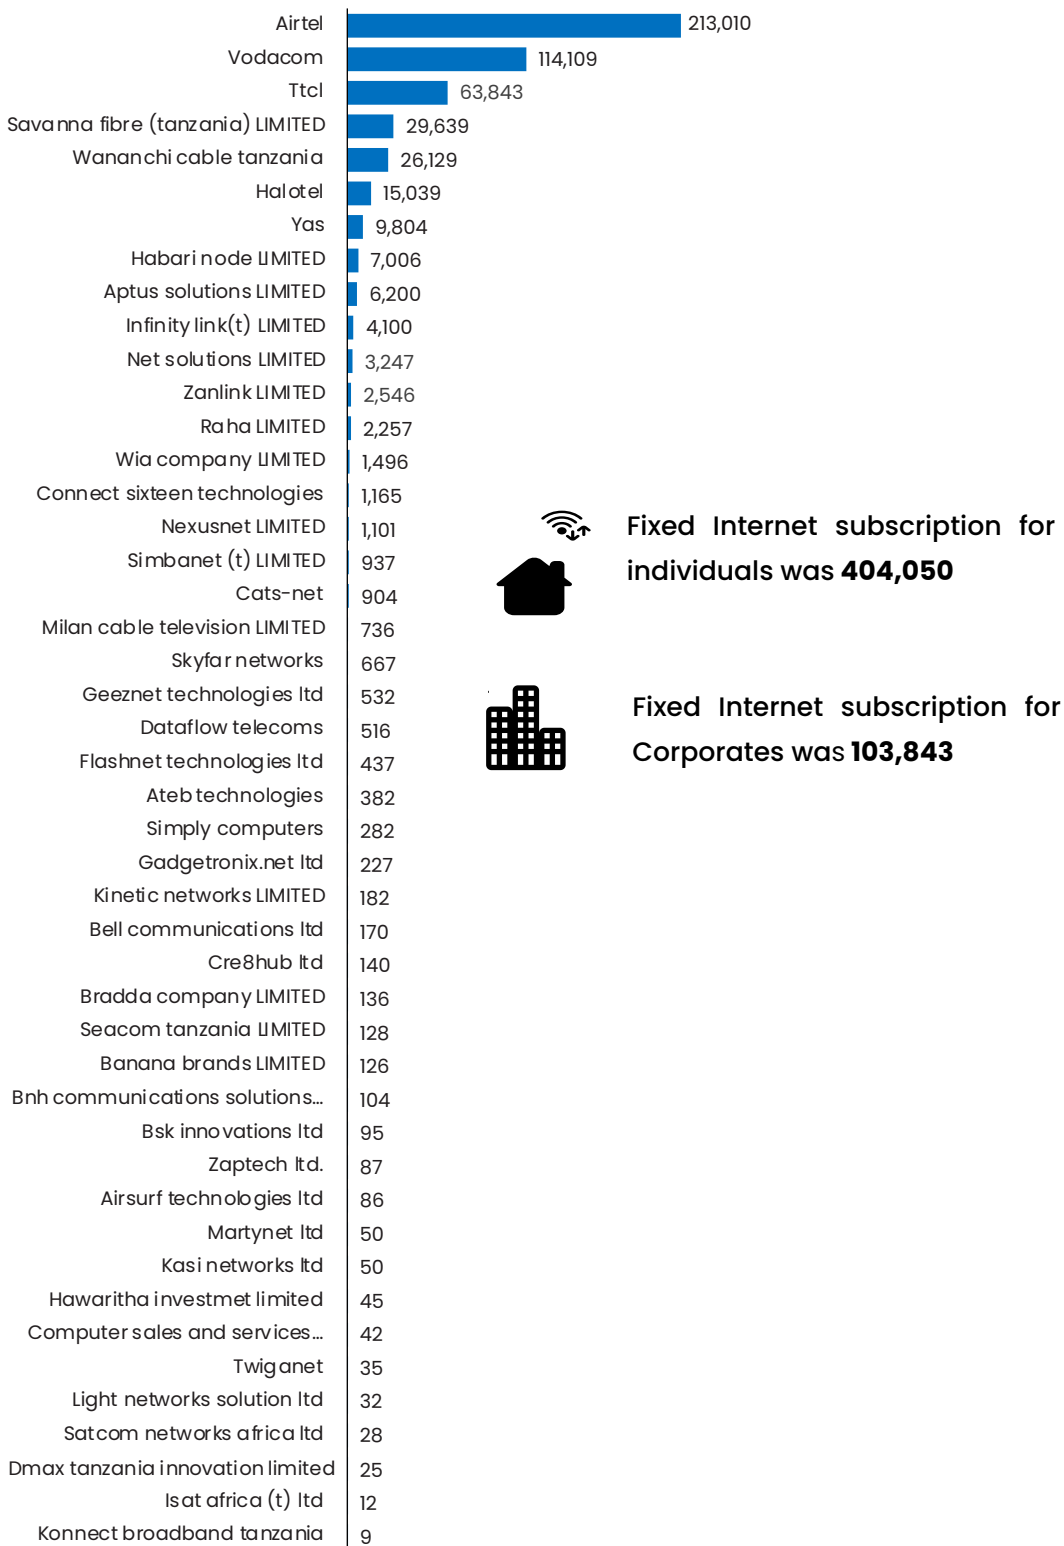 Airtel 213,010
Vodacom 114,109
Ttcl 63,843
Savanna fibre (tanzania) LIMITED 29,639
Wananchi cable tanzania 26,129
Halotel 15,039
Yas 9,804
Habari node LIMITED 7,006
Aptus solutions LIMITED 6,200
Infinity link(t) LIMITED 4,100
Net solutions LIMITED 3,247
Zanlink LIMITED 2,546
Raha LIMITED 2,257
Wia company LIMITED 1,496
Connect sixteen technologies 1,165
Nexusnet LIMITED 1,101
Simbanet (t) LIMITED 937
Cats-net 904
Milan cable television LIMITED 736
Skyfar networks 667
Geeznet technologies ltd 532
Dataflow telecoms 516
Flashnet technologies ltd 437
Ateb technologies 382
Simply computers 282
Gadgetronix.net ltd 227
Kinetic networks LIMITED 182
Bell communications ltd 170
Cre8hub ltd 140
Bradda company LIMITED 136
Seacom tanzania LIMITED 128
Banana brands LIMITED 126
Bnh communications solutions... 104
Bsk innovations ltd 95
Zaptech ltd. 87
Airsurf technologies ltd 86
Martynet ltd 50
Kasi networks ltd 50
Hawaritha investmet limited 45
Computer sales and services... 42
Twiganet 35
Light networks solution ltd 32
Satcom networks africa ltd 28
Dmax tanzania innovation limited 25
Isat africa (t) ltd 12
Konnect broadband tanzania 9
Fixed Internet subscription for
individuals was 404,050
Fixed Internet subscription for
Corporates was 103,843